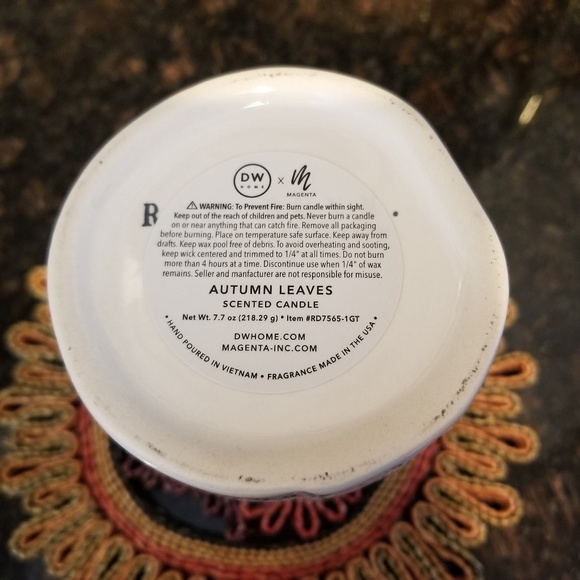 DW HOME x M MAGENTA
R
⚠ WARNING: To Prevent Fire: Burn candle within sight.
Keep out of the reach of children and pets. Never burn a candle
on or near anything that can catch fire. Remove all packaging
before burning. Place on temperature safe surface. Keep away from
drafts. Keep wax pool free of debris. To avoid overheating and sooting,
keep wick centered and trimmed to 1/4" at all times. Do not burn
more than 4 hours at a time. Discontinue use when 1/4" of wax
remains. Seller and manfacturer are not responsible for misuse.
AUTUMN LEAVES
SCENTED CANDLE
Net Wt. 7.7 oz (218.29 g) • Item #RD7565-1GT
DWHOME.COM
MAGENTA-INC.COM
• HAND POURED IN VIETNAM • FRAGRANCE MADE IN THE USA •